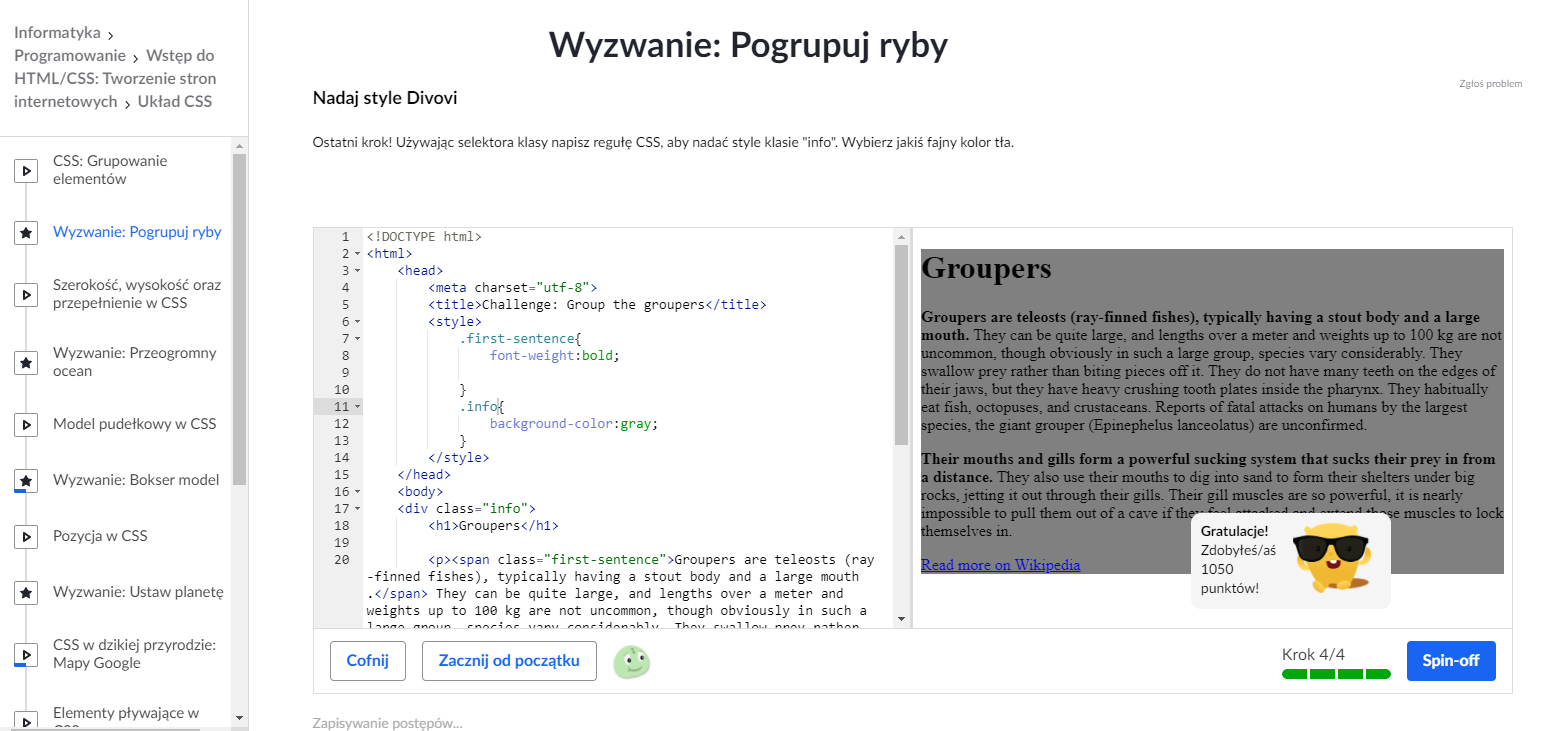 Informatyka >
Programowanie > Wstęp do
HTML/CSS: Tworzenie stron
internetowych > Układ CSS
CSS: Grupowanie
elementów
Wyzwanie: Pogrupuj ryby
Szerokość, wysokość oraz
przepełnienie w CSS
Wyzwanie: Przeogromny
ocean
Model pudełkowy w CSS
Wyzwanie: Bokser model
Pozycja w CSS
Wyzwanie: Ustaw planetę
CSS w dzikiej przyrodzie:
Mapy Google
Elementy pływające w
Wyzwanie: Pogrupuj ryby
Zgłoś problem
Nadaj style Divovi
Ostatni krok! Używając selektora klasy napisz regułę CSS, aby nadać style klasie "info". Wybierz jakiś fajny kolor tła.
1 <!DOCTYPE html>
2 <html>
3 <head>
4 <meta charset="utf-8">
5 <title>Challenge: Group the groupers</title>
6 <style>
7 .first-sentence{
8 font-weight:bold;
9
10 }
11 .info{
12 background-color:gray;
13 }
14 </style>
15 </head>
16 <body>
17 <div class="info">
18 <h1>Groupers</h1>
19
20 <p><span class="first-sentence">Groupers are teleosts (ray
-finned fishes), typically having a stout body and a large mouth
.</span> They can be quite large, and lengths over a meter and
weights up to 100 kg are not uncommon, though obviously in such a
large group, species vary considerably. They swallow prey rather
Groupers
Groupers are teleosts (ray-finned fishes), typically having a stout body and a large
mouth. They can be quite large, and lengths over a meter and weights up to 100 kg are not
uncommon, though obviously in such a large group, species vary considerably. They
swallow prey rather than biting pieces off it. They do not have many teeth on the edges of
their jaws, but they have heavy crushing tooth plates inside the pharynx. They habitually
eat fish, octopuses, and crustaceans. Reports of fatal attacks on humans by the largest
species, the giant grouper (Epinephelus lanceolatus) are unconfirmed.
Their mouths and gills form a powerful sucking system that sucks their prey in from
a distance. They also use their mouths to dig into sand to form their shelters under big
rocks, jetting it out through their gills. Their gill muscles are so powerful, it is nearly
impossible to pull them out of a cave if they feel attacked and extend those muscles to lock
themselves in.
Read more on Wikipedia
Gratulacje!
Zdobyłeś/aś
1050
punktów!
Cofnij
Zacznij od początku
Krok 4/4
Spin-off
Zapisywanie postępów...